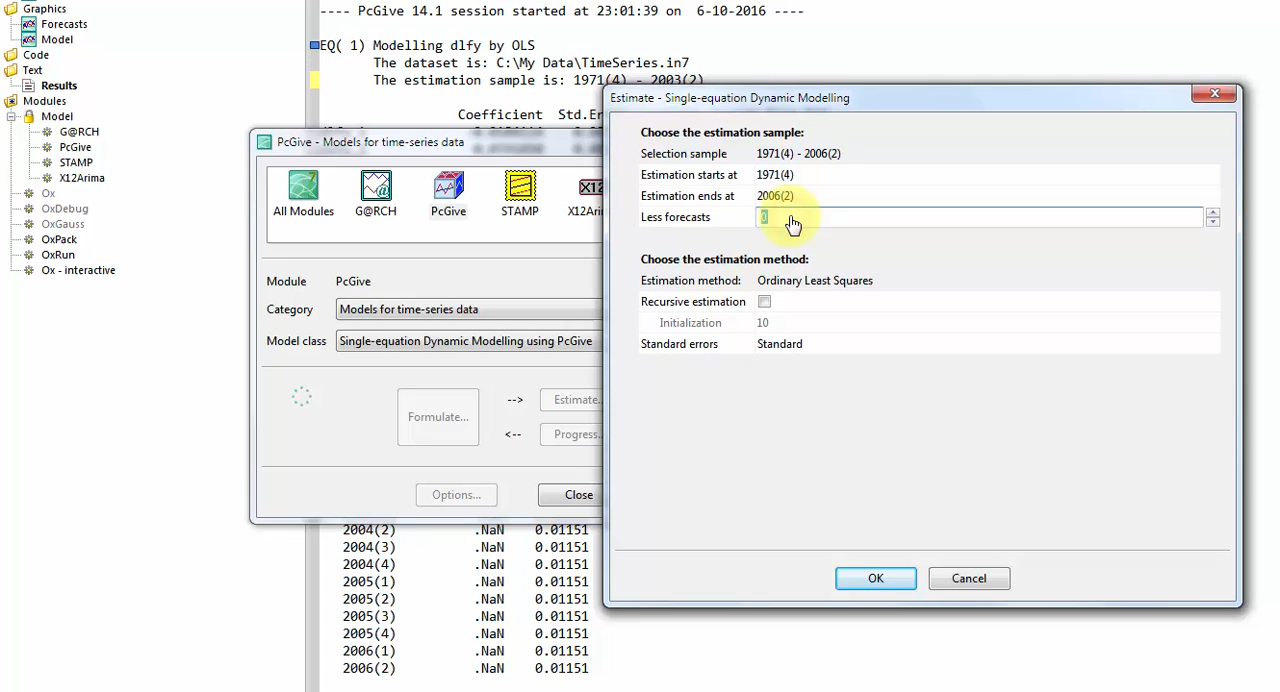 Graphics
Forecasts
Model
Code
Text
Results
Modules
Model
G@RCH
PcGive
STAMP
X12Arima
Ox
OxDebug
OxGauss
OxPack
OxRun
Ox - interactive
---- PcGive 14.1 session started at 23:01:39 on 6-10-2016 ----
EQ( 1) Modelling dlfy by OLS
The dataset is: C:\My Data\TimeSeries.in7
The estimation sample is: 1971(4) - 2003(2)
Coefficient Std.Er
PcGive - Models for time-series data
All Modules
G@RCH
PcGive
STAMP
X12
X12Ari
Module PcGive
Category Models for time-series data
Model class Single-equation Dynamic Modelling using PcGive
Formulate...
--> Estimate..
<-- Progress..
Options...
Close
2004(2) .NaN 0.01151
2004(3) .NaN 0.01151
2004(4) .NaN 0.01151
2005(1) .NaN 0.01151
2005(2) .NaN 0.01151
2005(3) .NaN 0.01151
2005(4) .NaN 0.01151
2006(1) .NaN 0.01151
2006(2) .NaN 0.01151
Estimate - Single-equation Dynamic Modelling
Choose the estimation sample:
Selection sample 1971(4) - 2006(2)
Estimation starts at 1971(4)
Estimation ends at 2006(2)
Less forecasts 0
Choose the estimation method:
Estimation method: Ordinary Least Squares
Recursive estimation
Initialization 10
Standard errors Standard
OK
Cancel